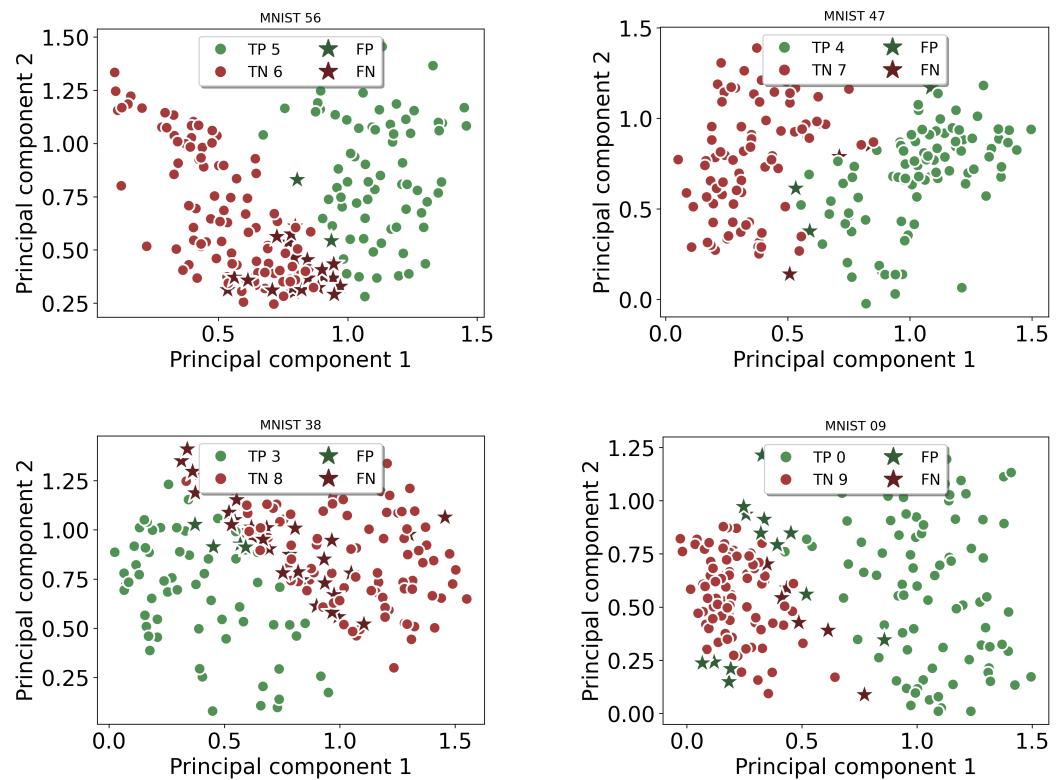 MNIST 56
TP 5 FP
TN 6 FN
1.50
1.25
1.00
0.75
0.50
0.25
Principal component 2
0.5 1.0 1.5
Principal component 1
MNIST 47
TP 4 FP
TN 7 FN
1.5
1.0
0.5
0.0
Principal component 2
0.0 0.5 1.0 1.5
Principal component 1
MNIST 38
TP 3 FP
TN 8 FN
1.25
1.00
0.75
0.50
0.25
Principal component 2
0.0 0.5 1.0 1.5
Principal component 1
MNIST 09
TP 0 FP
TN 9 FN
1.25
1.00
0.75
0.50
0.25
0.00
Principal component 2
0.0 0.5 1.0 1.5
Principal component 1